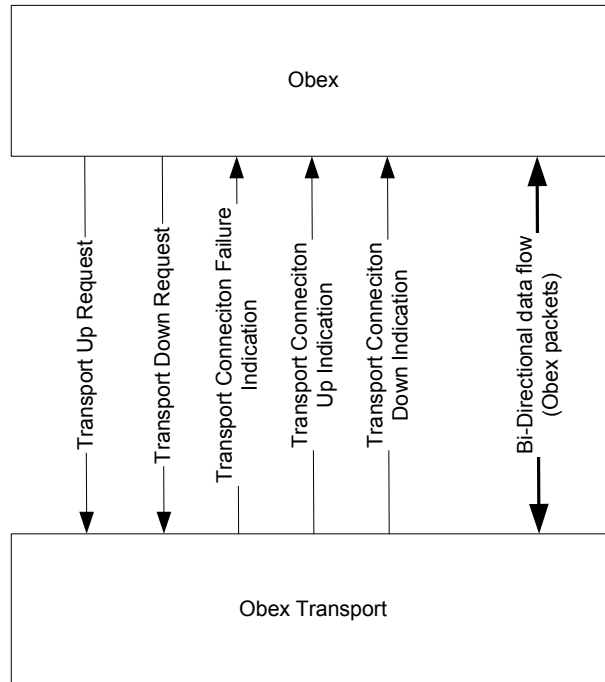 Obex
Transport Up Request
Transport Down Request
Transport Conneciton Failure
Indication
Transport Conneciton
Up Indication
Transport Conneciton
Down Indication
Bi-Directional data flow
(Obex packets)
Obex Transport